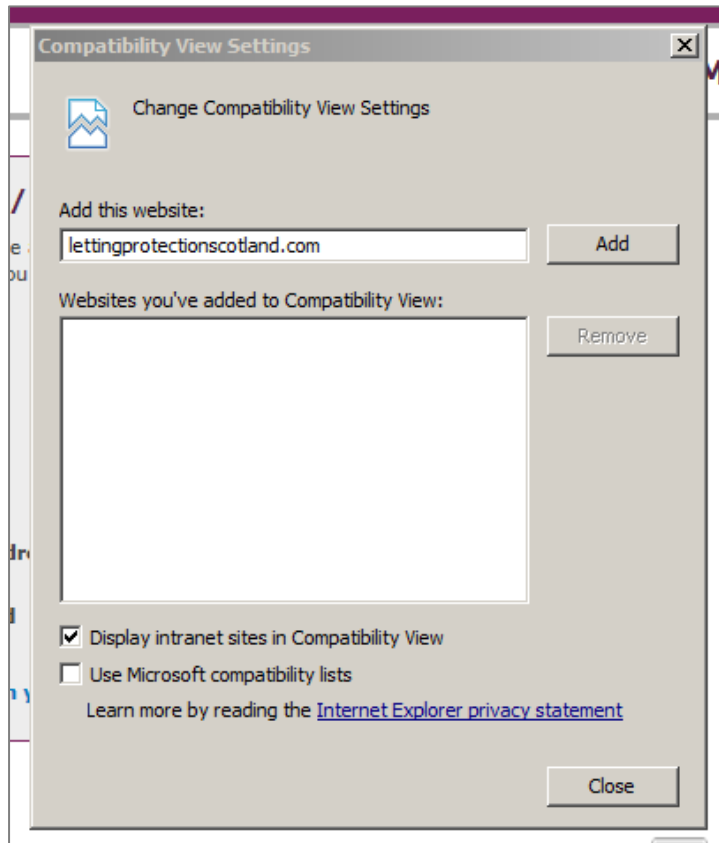 Compatibility View Settings
Change Compatibility View Settings
Add this website:
lettingprotectionscotland.com
Add
Websites you've added to Compatibility View:
Remove
Display intranet sites in Compatibility View
Use Microsoft compatibility lists
Learn more by reading the Internet Explorer privacy statement
Close